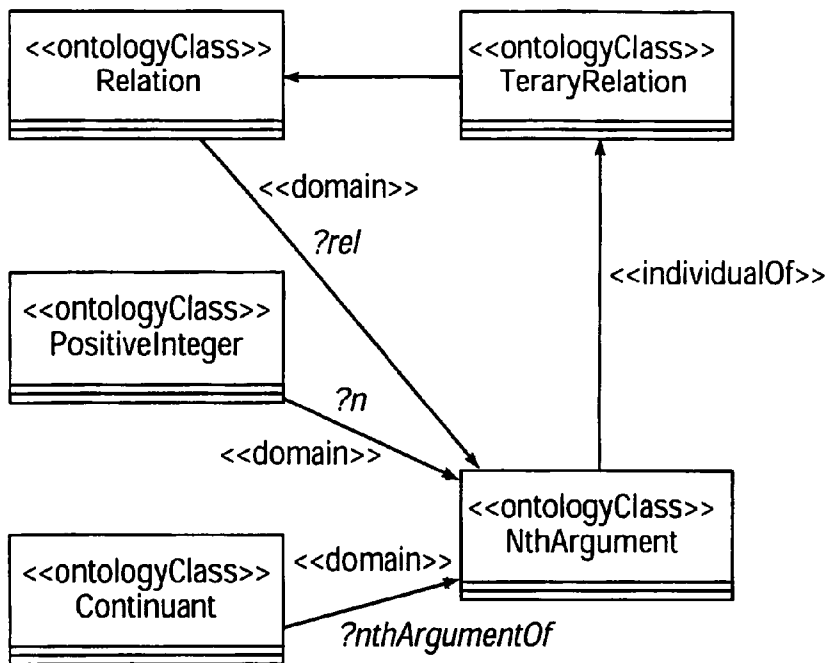 <<ontologyClass>>
Relation
<<ontologyClass>>
TeraryRelation
<<domain>>
?rel
<<individualOf>>
<<ontologyClass>>
PositiveInteger
?n
<<domain>>
<<ontologyClass>>
NthArgument
<<ontologyClass>>
Continuant
<<domain>>
?nthArgumentOf